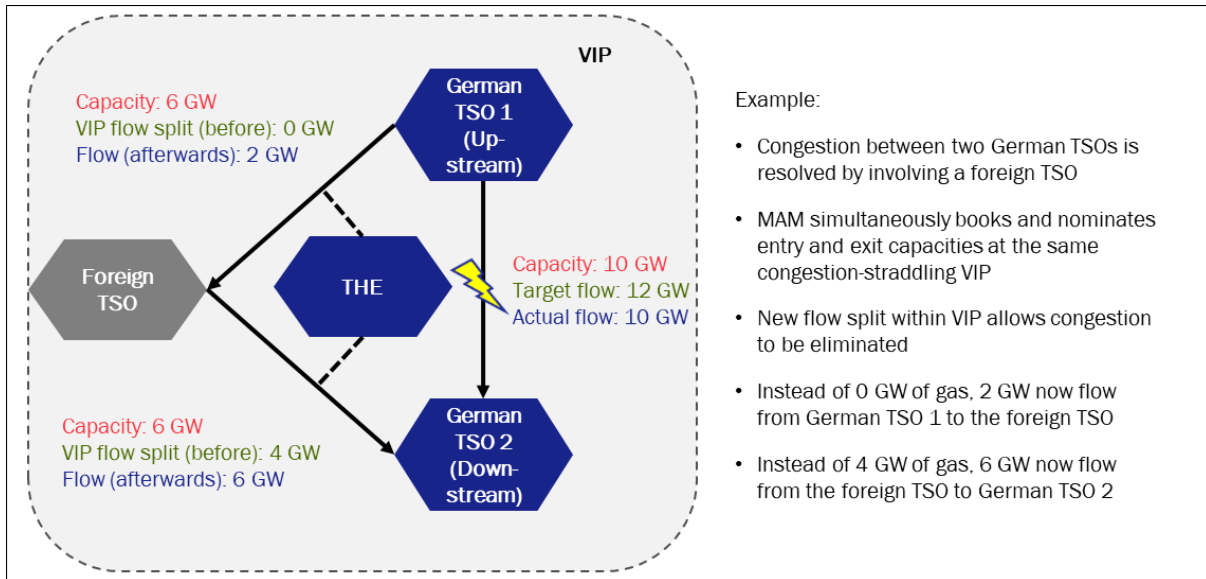 VIP
German
TSO 1
(Up-
stream)
Capacity: 6 GW
VIP flow split (before): 0 GW
Flow (afterwards): 2 GW
Foreign
TSO
THE
Capacity: 10 GW
Target flow: 12 GW
Actual flow: 10 GW
Capacity: 6 GW
VIP flow split (before): 4 GW
Flow (afterwards): 6 GW
German
TSO 2
(Down-
stream)
Example:
• Congestion between two German TSOs is
resolved by involving a foreign TSO
• MAM simultaneously books and nominates
entry and exit capacities at the same
congestion-straddling VIP
• New flow split within VIP allows congestion
to be eliminated
• Instead of 0 GW of gas, 2 GW now flow
from German TSO 1 to the foreign TSO
• Instead of 4 GW of gas, 6 GW now flow
from the foreign TSO to German TSO 2